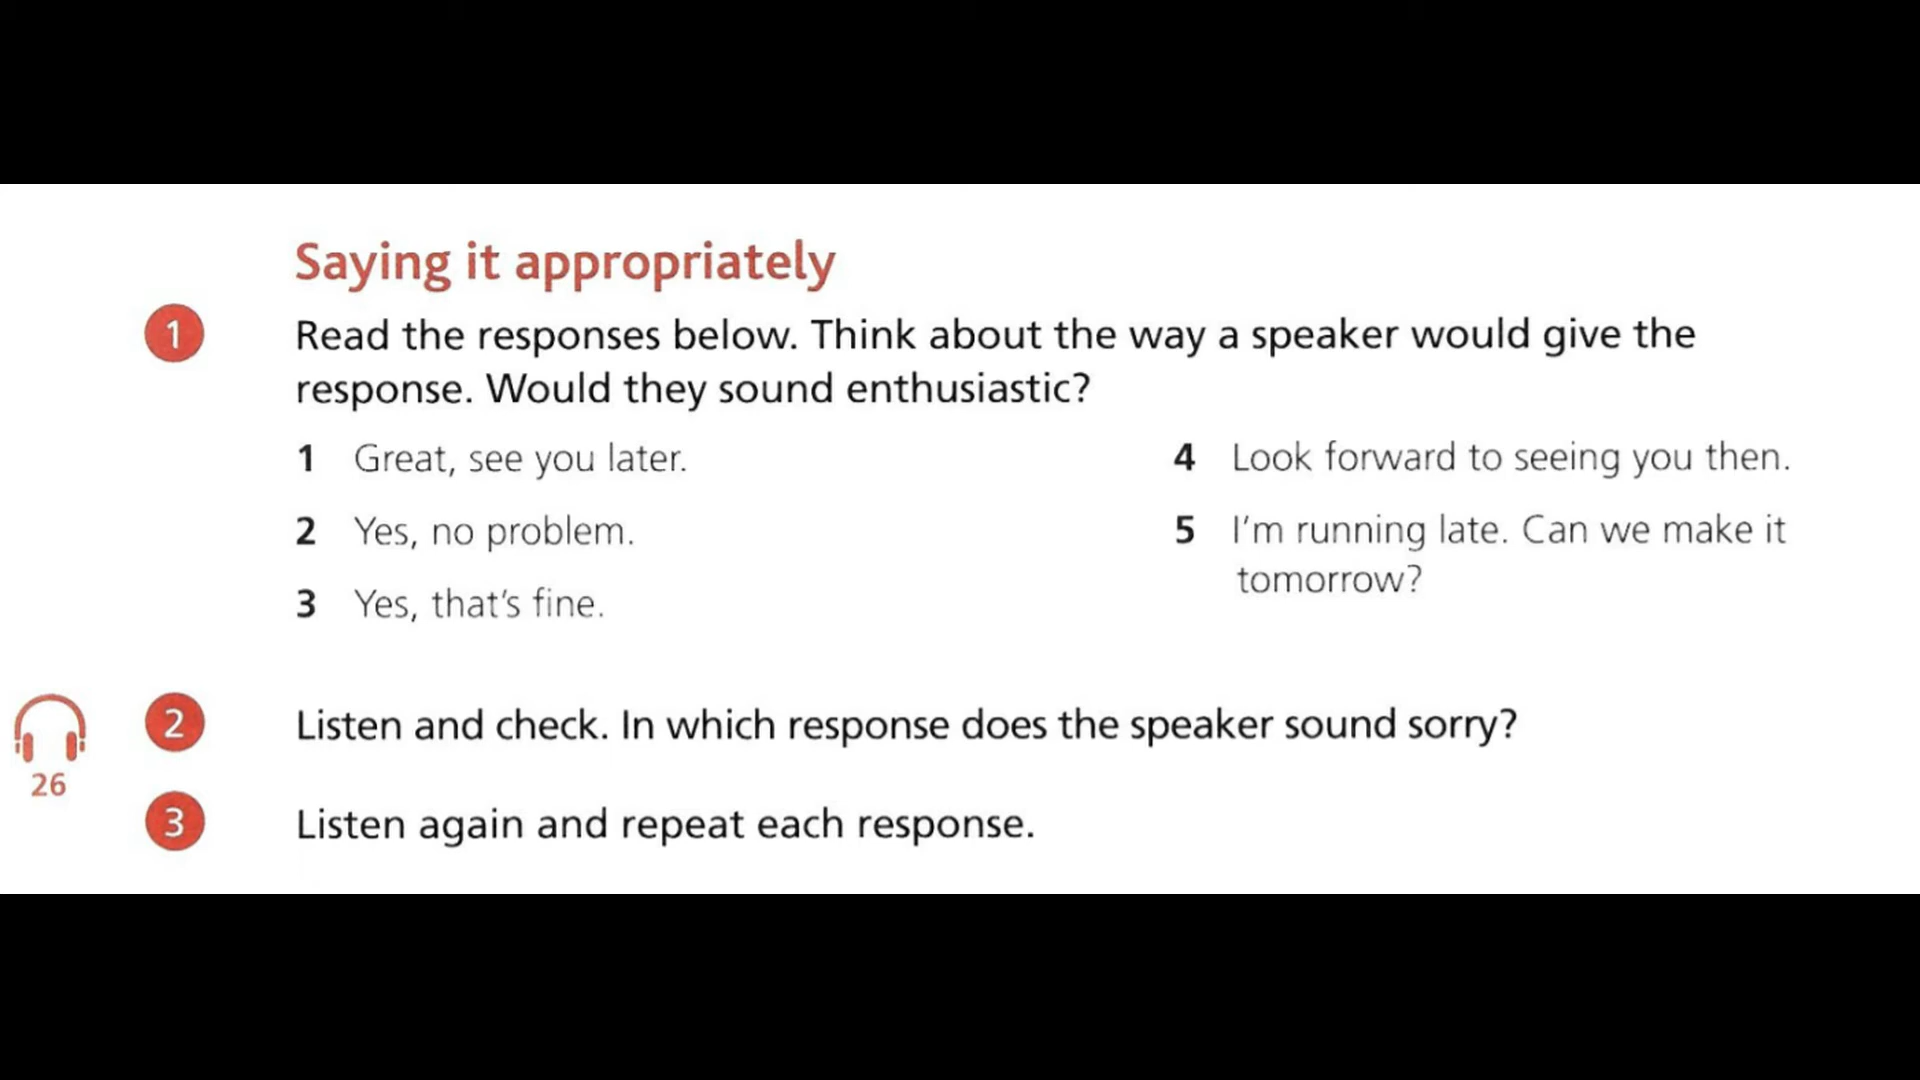 Saying it appropriately
1 Read the responses below. Think about the way a speaker would give the
response. Would they sound enthusiastic?
1 Great, see you later.
2 Yes, no problem.
3 Yes, that's fine.
4 Look forward to seeing you then.
5 I'm running late. Can we make it
tomorrow?
2 Listen and check. In which response does the speaker sound sorry?
26
3 Listen again and repeat each response.